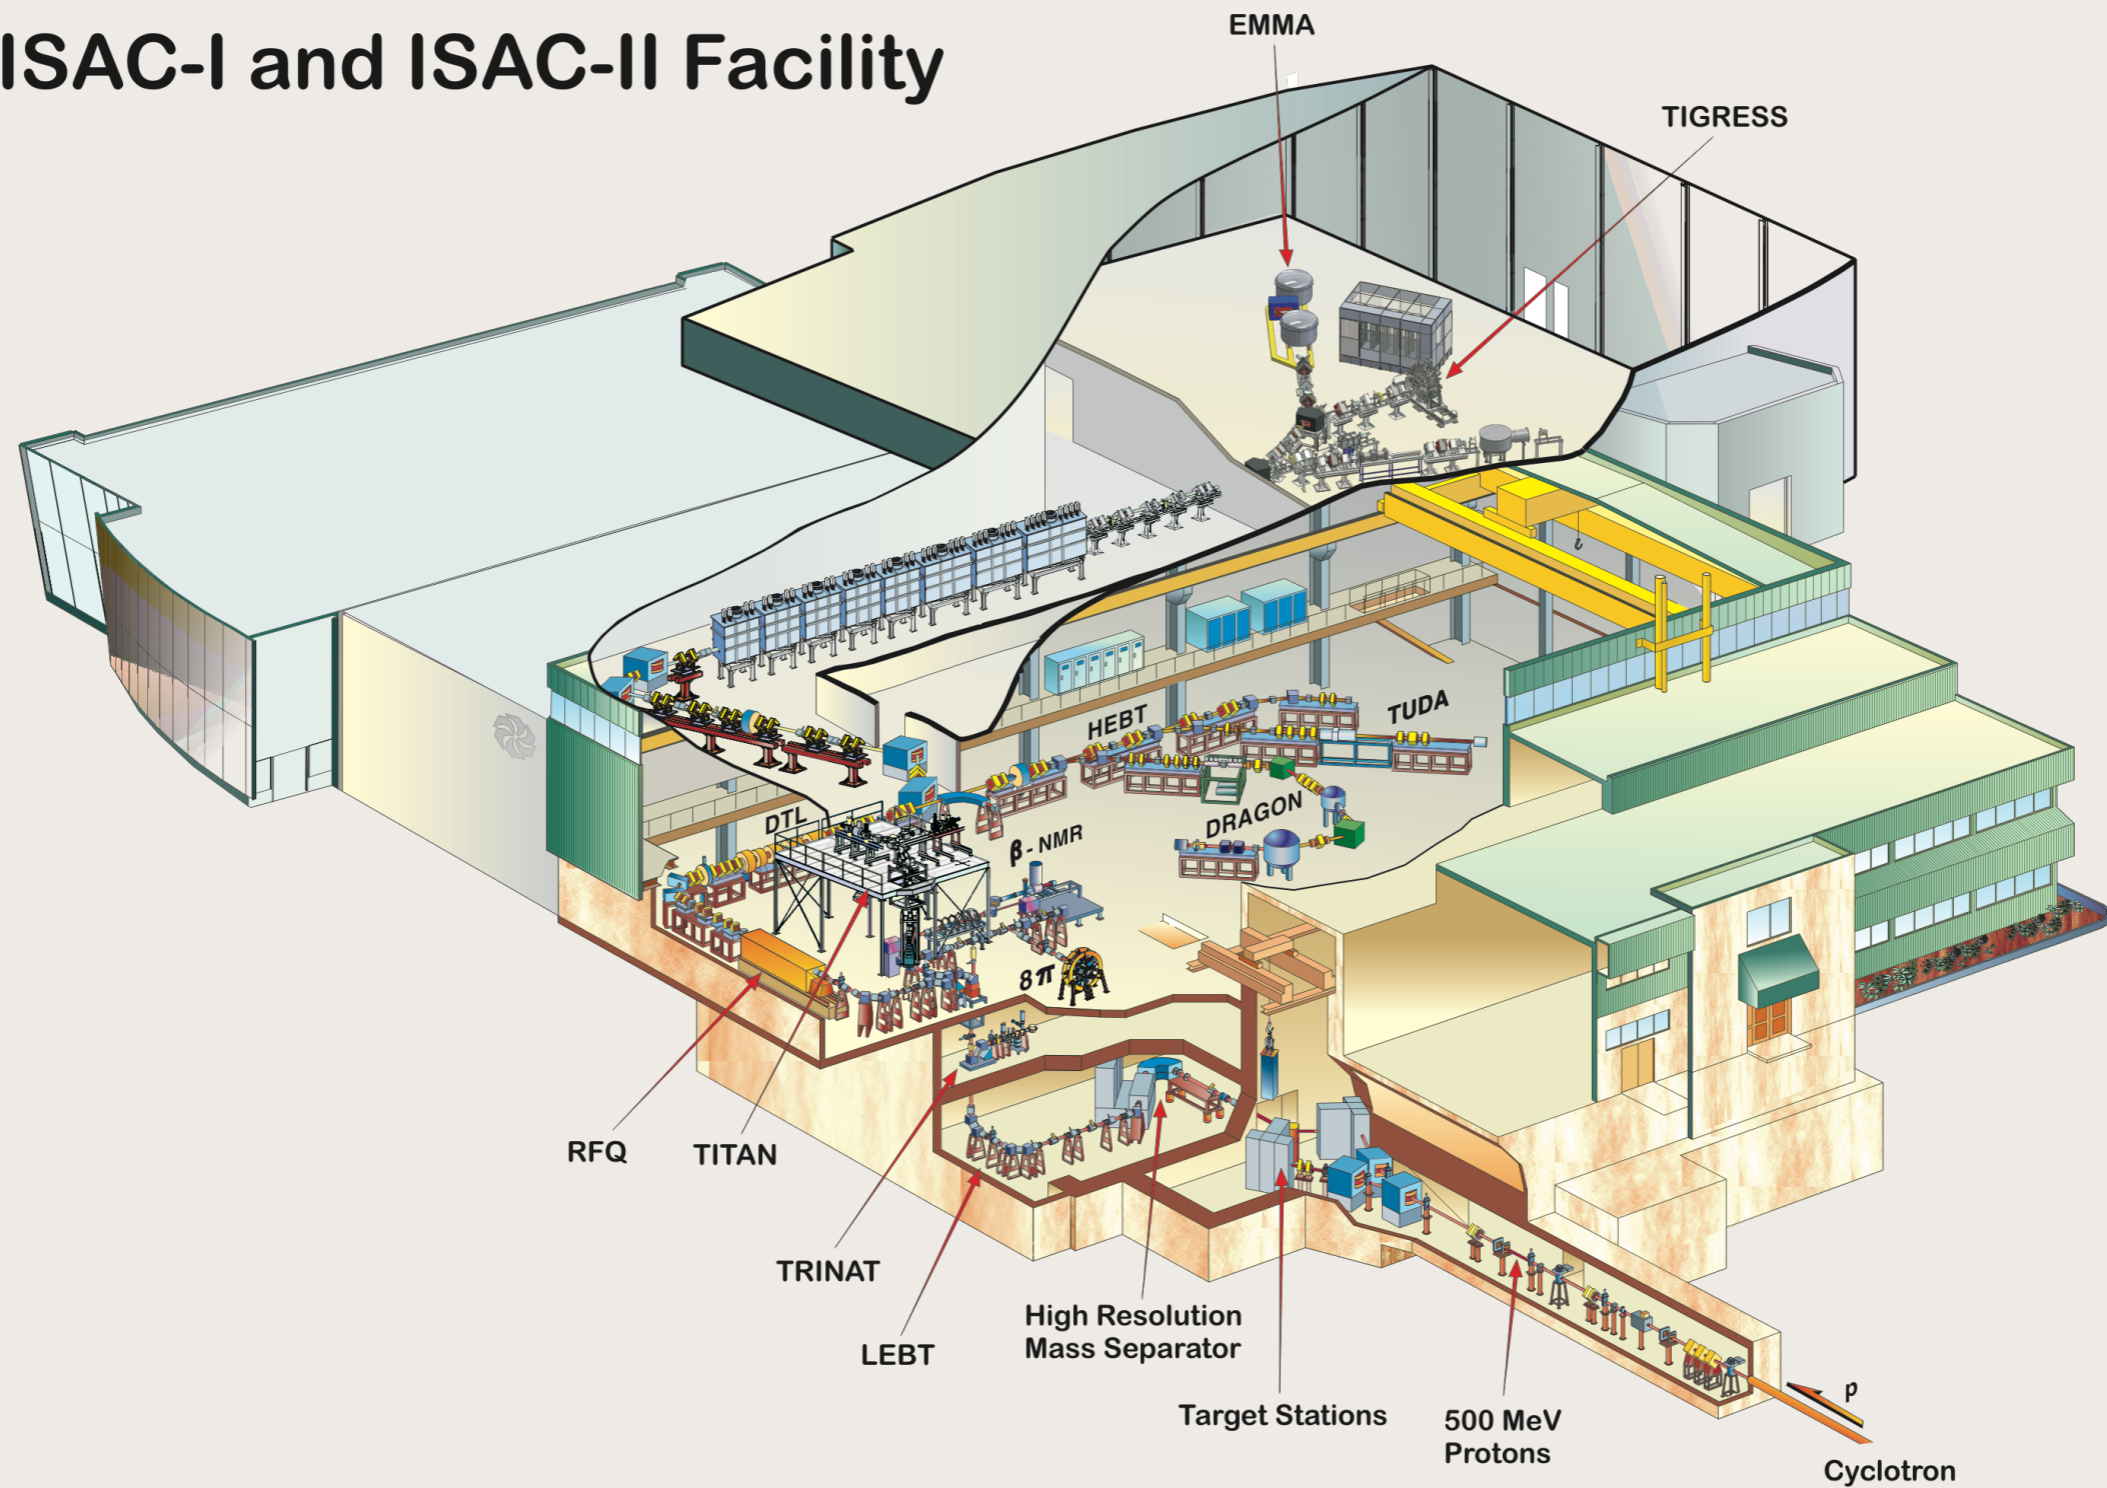 ISAC-I and ISAC-II Facility
EMMA
TIGRESS
HEBT
TUDA
DTL
β-NMR
DRAGON
8π
RFQ
TITAN
TRINAT
LEBT
High Resolution
Mass Separator
Target Stations
500 MeV
Protons
p
Cyclotron